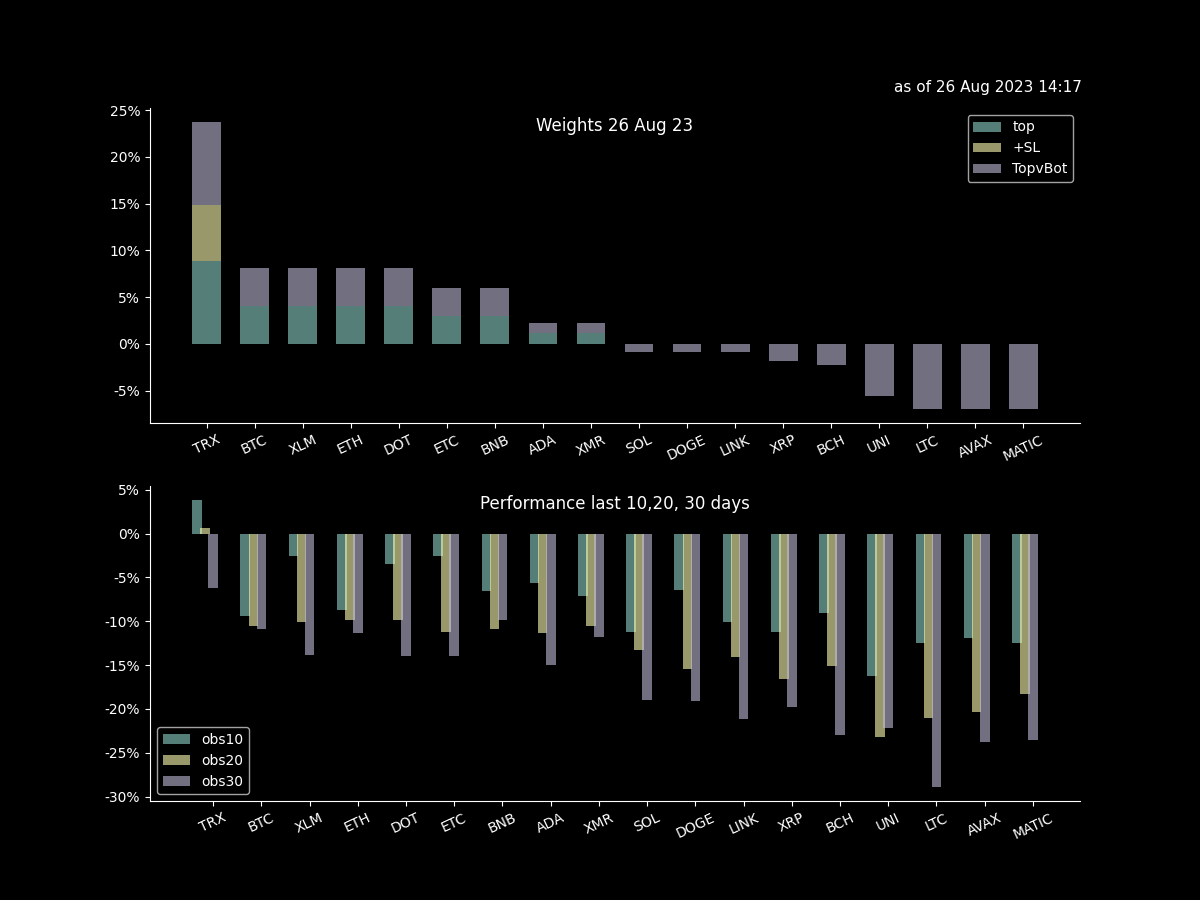 as of 26 Aug 2023 14:17
Weights 26 Aug 23
25%
20%
15%
10%
5%
0%
-5%
top
+SL
TopvBot
TRX BTC XLM ETH DOT ETC BNB ADA XMR SOL DOGE LINK XRP BCH UNI LTC AVAX MATIC
Performance last 10,20, 30 days
5%
0%
-5%
-10%
-15%
-20%
-25%
-30%
obs10
obs20
obs30
TRX BTC XLM ETH DOT ETC BNB ADA XMR SOL DOGE LINK XRP BCH UNI LTC AVAX MATIC